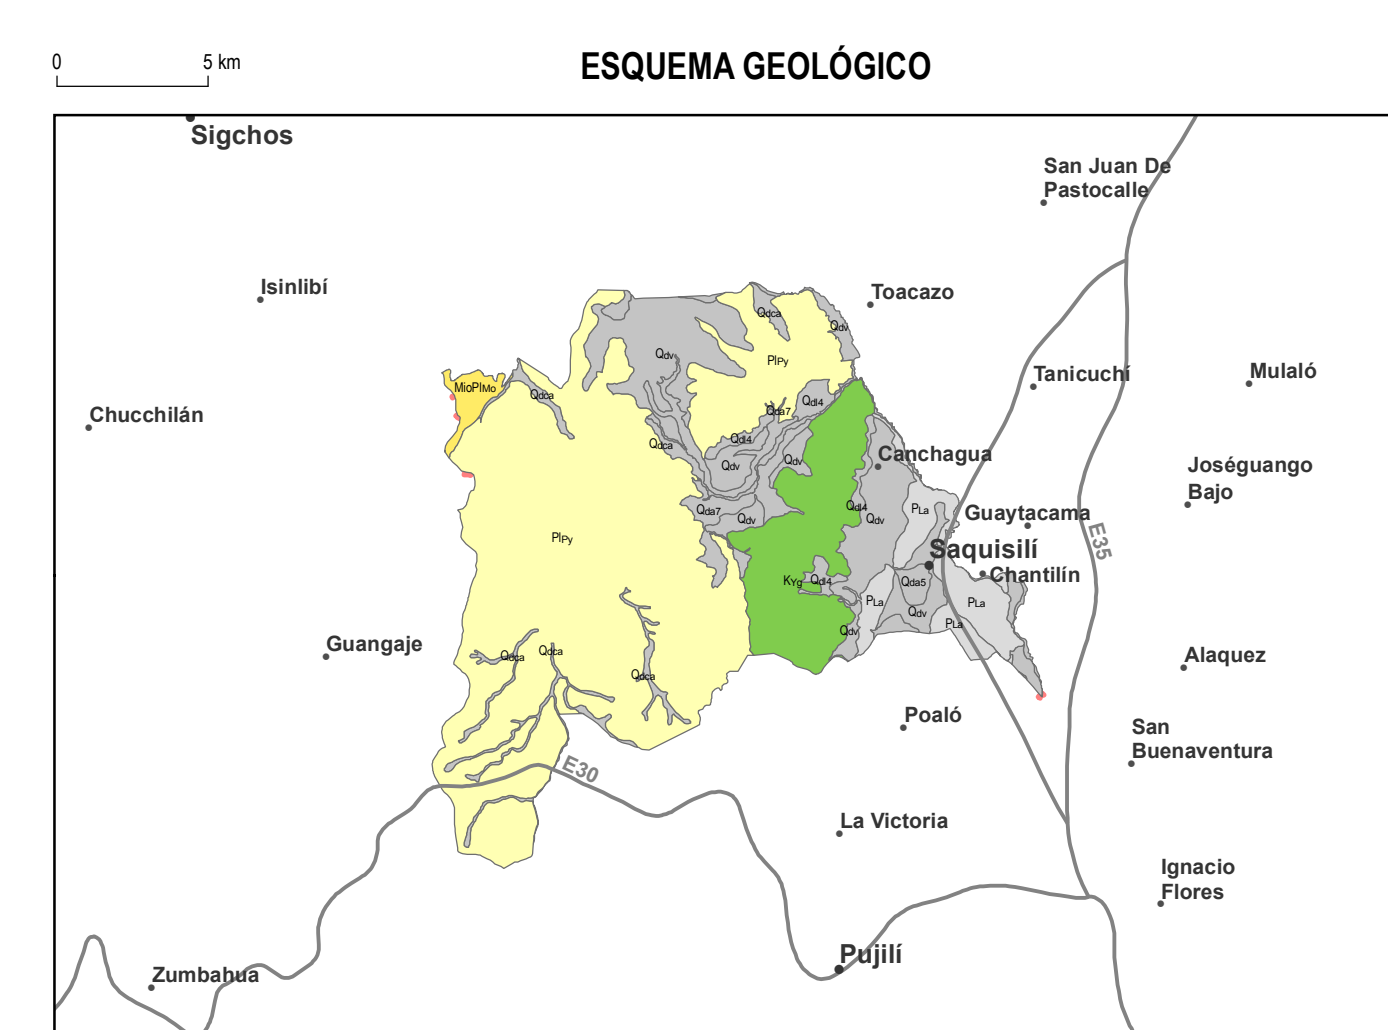 0 5 km
ESQUEMA GEOLÓGICO
Sigchos
San Juan De
Pastocalle
Isinlibí
Toacazo
Qdca
Qdv
Qdv
PlPy
Tanicuchí
Mulaló
MioPlMo
Qdca
Qdl4
Qda7
Chucchilán
Qdl4
Qdca
Canchagua
Qdv
Qdv
Joséguango
Bajo
Qda7
Qdl4
PLa
Guaytacama
Qdv
Qdv
E35
PlPy
Saquisilí
KYg
Qdl4
Qda5
Chantilín
PLa
PLa
Qdv
PLa
Qdv
Guangaje
Qdca
Qdca
Alaquez
Qdca
Poaló
San
Buenaventura
E30
La Victoria
Ignacio
Flores
Pujilí
Zumbahua